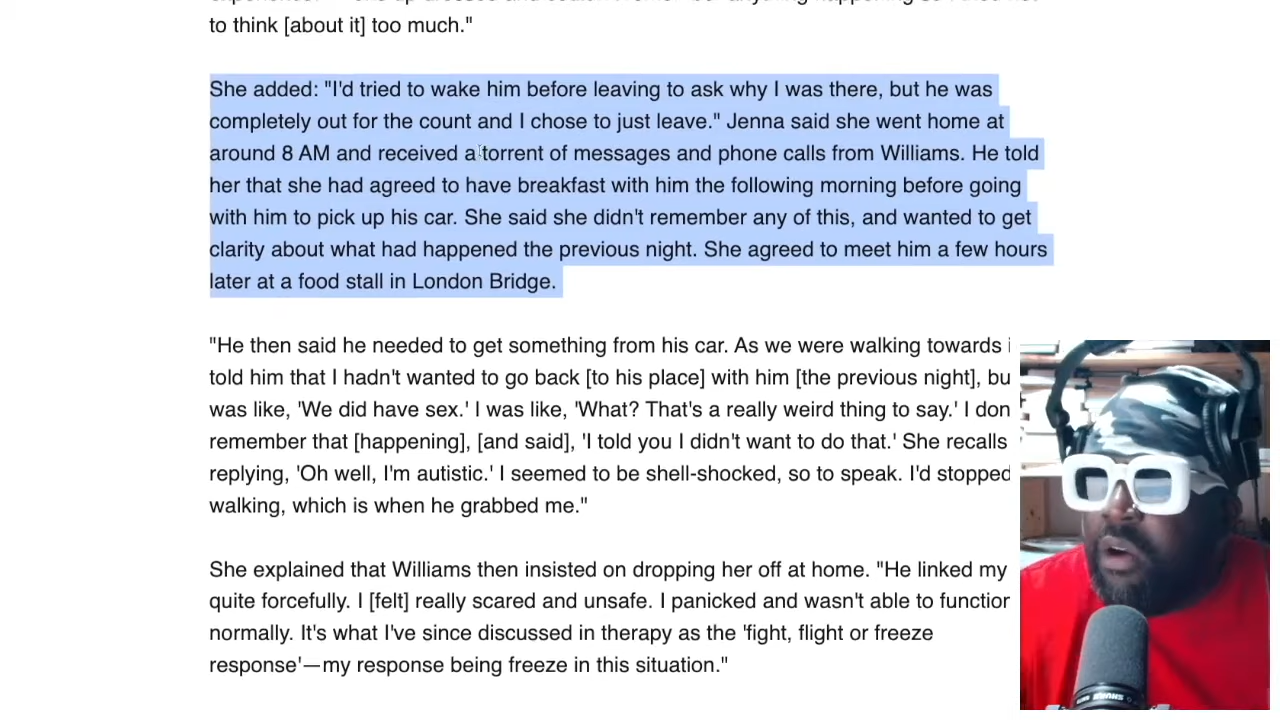 to think [about it] too much."
She added: "I'd tried to wake him before leaving to ask why I was there, but he was
completely out for the count and I chose to just leave." Jenna said she went home at
around 8 AM and received a torrent of messages and phone calls from Williams. He told
her that she had agreed to have breakfast with him the following morning before going
with him to pick up his car. She said she didn't remember any of this, and wanted to get
clarity about what had happened the previous night. She agreed to meet him a few hours
later at a food stall in London Bridge.
"He then said he needed to get something from his car. As we were walking towards
told him that I hadn't wanted to go back [to his place] with him [the previous night],
was like, 'We did have sex.' I was like, 'What? That's a really weird thing to say.' I
remember that [happening], [and said], 'I told you I didn't want to do that.' She recalls
replying, 'Oh well, I'm autistic.' I seemed to be shell-shocked, so to speak. I'd stopped
walking, which is when he grabbed me."
She explained that Williams then insisted on dropping her off at home. "He linked my
quite forcefully. I [felt] really scared and unsafe. I panicked and wasn't able to function
normally. It's what I've since discussed in therapy as the 'fight, flight or freeze
response'—my response being freeze in this situation."
SHURE